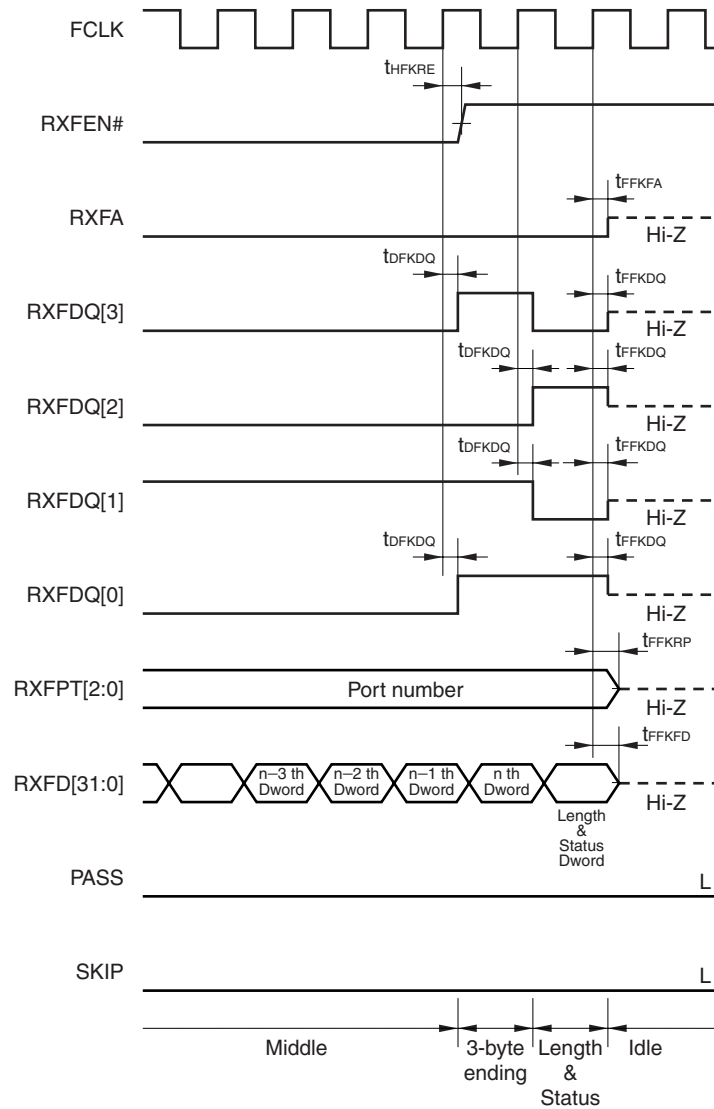 FCLK
tHFKRE
RXFEN#
tFFKFA
RXFA
Hi-Z
tDFKDQ
tFFKDQ
RXFDQ[3]
Hi-Z
tDFKDQ
tFFKDQ
RXFDQ[2]
Hi-Z
tDFKDQ
tFFKDQ
RXFDQ[1]
Hi-Z
tDFKDQ
tFFKDQ
RXFDQ[0]
Hi-Z
tFFKRP
RXFPT[2:0]
Port number
Hi-Z
tFFKFD
RXFD[31:0]
n–3 th
Dword
n–2 th
Dword
n–1 th
Dword
n th
Dword
Hi-Z
Length
&
Status
Dword
PASS
L
SKIP
L
Middle
3-byte
ending
Length
&
Status
Idle